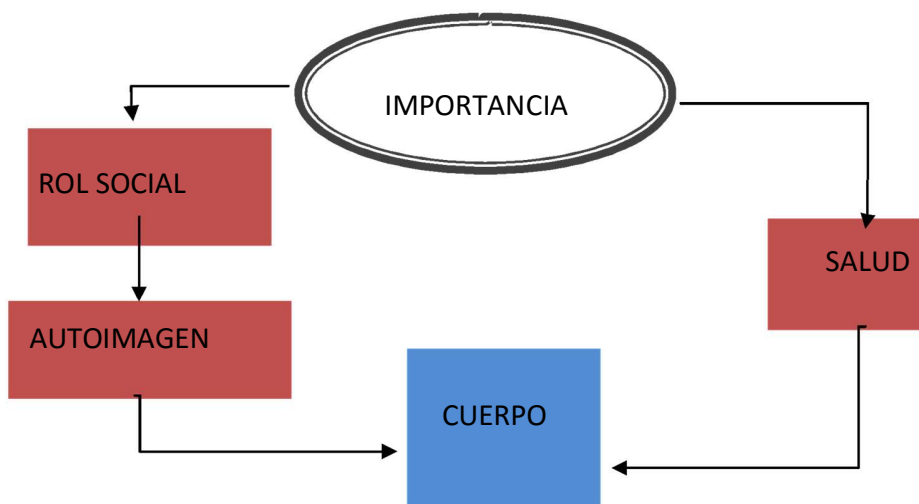 IMPORTANCIA
ROL SOCIAL
SALUD
AUTOIMAGEN
CUERPO